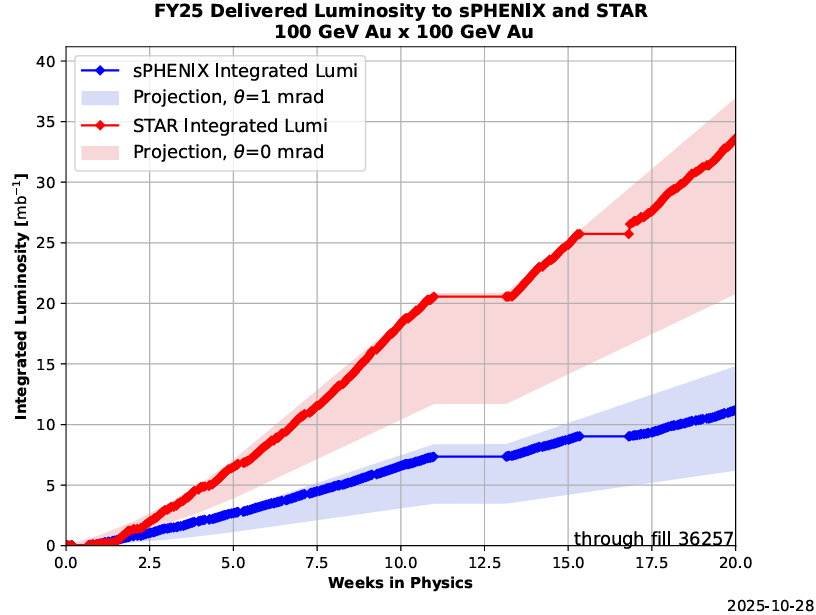 FY25 Delivered Luminosity to sPHENIX and STAR
100 GeV Au x 100 GeV Au
sPHENIX Integrated Lumi
Projection, θ=1 mrad
STAR Integrated Lumi
Projection, θ=0 mrad
Integrated Luminosity [mb⁻¹]
40
35
30
25
20
15
10
5
0
through fill 36257
0.0 2.5 5.0 7.5 10.0 12.5 15.0 17.5 20.0
Weeks in Physics
2025-10-28